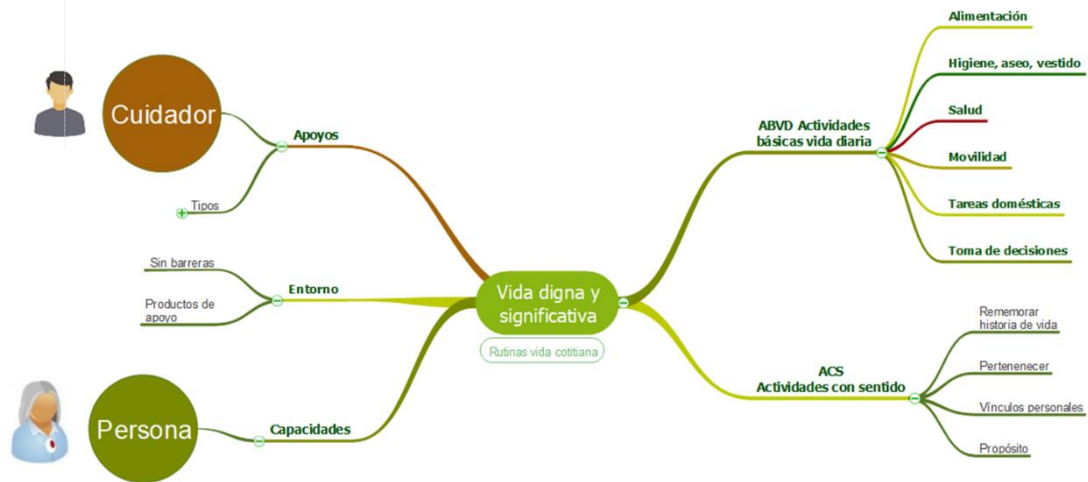 Cuidador
Apoyos
Tipos
Sin barreras
Entorno
Productos de
apoyo
Persona
Capacidades
Vida digna y
significativa
Rutinas vida cotitiana
ABVD Actividades
básicas vida diaria
Alimentación
Higiene, aseo, vestido
Salud
Movilidad
Tareas domésticas
Toma de decisiones
ACS
Actividades con sentido
Rememorar
historia de vida
Pertenenecer
Vínculos personales
Propósito